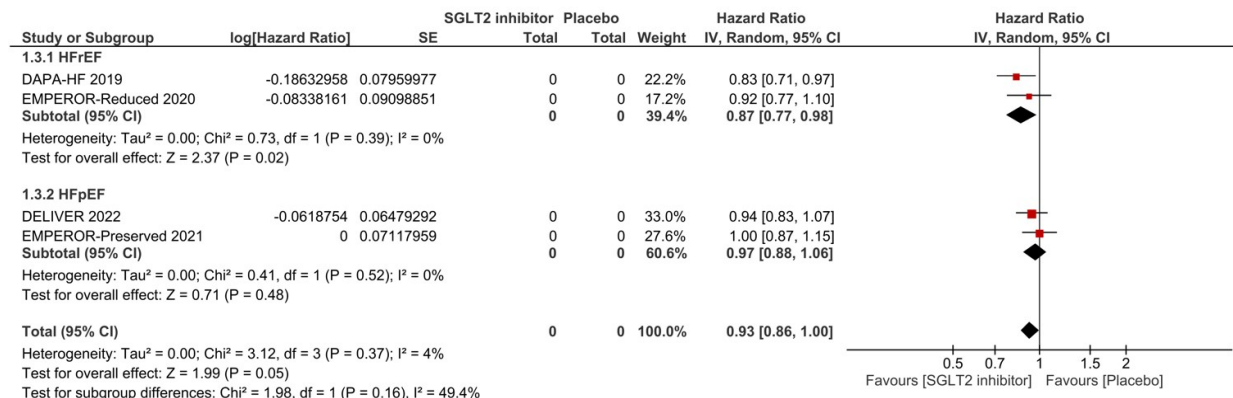 SGLT2 inhibitor Placebo Hazard Ratio Hazard Ratio
Study or Subgroup log[Hazard Ratio] SE Total Total Weight IV, Random, 95% CI IV, Random, 95% CI
1.3.1 HFrEF
DAPA-HF 2019 -0.18632958 0.07959977 0 0 22.2% 0.83 [0.71, 0.97]
EMPEROR-Reduced 2020 -0.08338161 0.09098851 0 0 17.2% 0.92 [0.77, 1.10]
Subtotal (95% CI) 0 0 39.4% 0.87 [0.77, 0.98]
Heterogeneity: Tau² = 0.00; Chi² = 0.73, df = 1 (P = 0.39); I² = 0%
Test for overall effect: Z = 2.37 (P = 0.02)
1.3.2 HFpEF
DELIVER 2022 -0.0618754 0.06479292 0 0 33.0% 0.94 [0.83, 1.07]
EMPEROR-Preserved 2021 0 0.07117959 0 0 27.6% 1.00 [0.87, 1.15]
Subtotal (95% CI) 0 0 60.6% 0.97 [0.88, 1.06]
Heterogeneity: Tau² = 0.00; Chi² = 0.41, df = 1 (P = 0.52); I² = 0%
Test for overall effect: Z = 0.71 (P = 0.48)
Total (95% CI) 0 0 100.0% 0.93 [0.86, 1.00]
Heterogeneity: Tau² = 0.00; Chi² = 3.12, df = 3 (P = 0.37); I² = 4%
Test for overall effect: Z = 1.99 (P = 0.05)
Test for subgroup differences: Chi² = 1.98, df = 1 (P = 0.16), I² = 49.4%
0.5 0.7 1 1.5 2
Favours [SGLT2 inhibitor] Favours [Placebo]